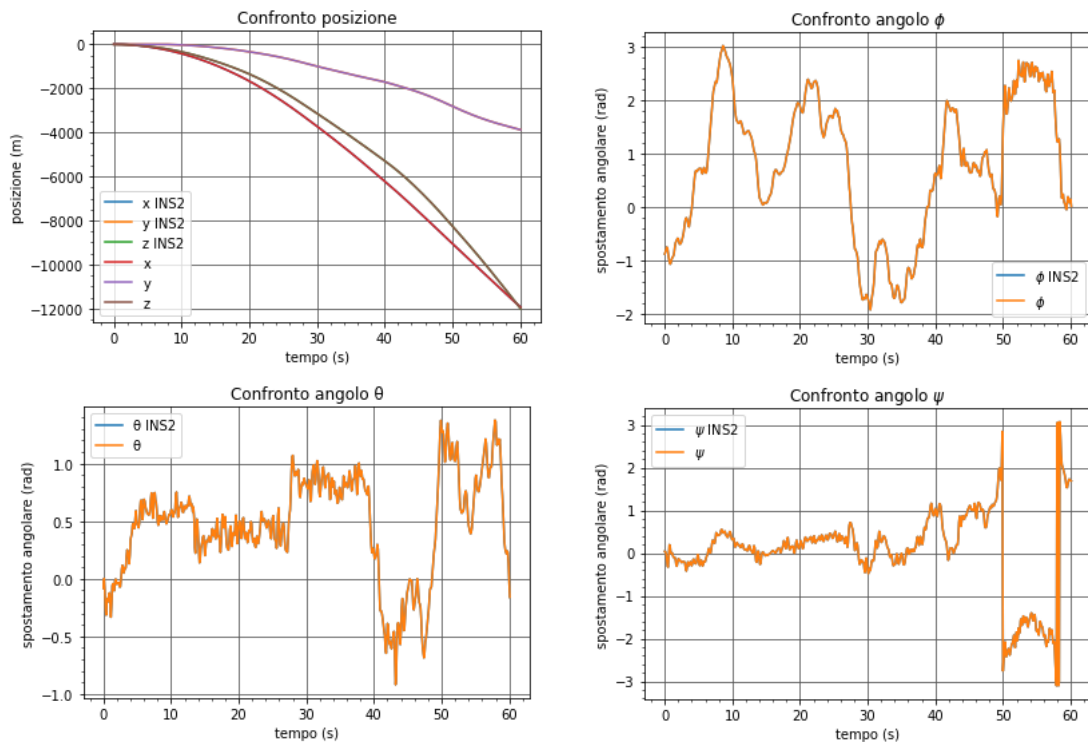 Confronto posizione
0
−2000
−4000
−6000
−8000
−10000
−12000
posizione (m)
x INS2
y INS2
z INS2
x
y
z
0 10 20 30 40 50 60
tempo (s)
Confronto angolo ϕ
3
2
1
0
−1
−2
spostamento angolare (rad)
ϕ INS2
ϕ
0 10 20 30 40 50 60
tempo (s)
Confronto angolo θ
1.0
0.5
0.0
−0.5
−1.0
spostamento angolare (rad)
θ INS2
θ
0 10 20 30 40 50 60
tempo (s)
Confronto angolo ψ
3
2
1
0
−1
−2
−3
spostamento angolare (rad)
ψ INS2
ψ
0 10 20 30 40 50 60
tempo (s)